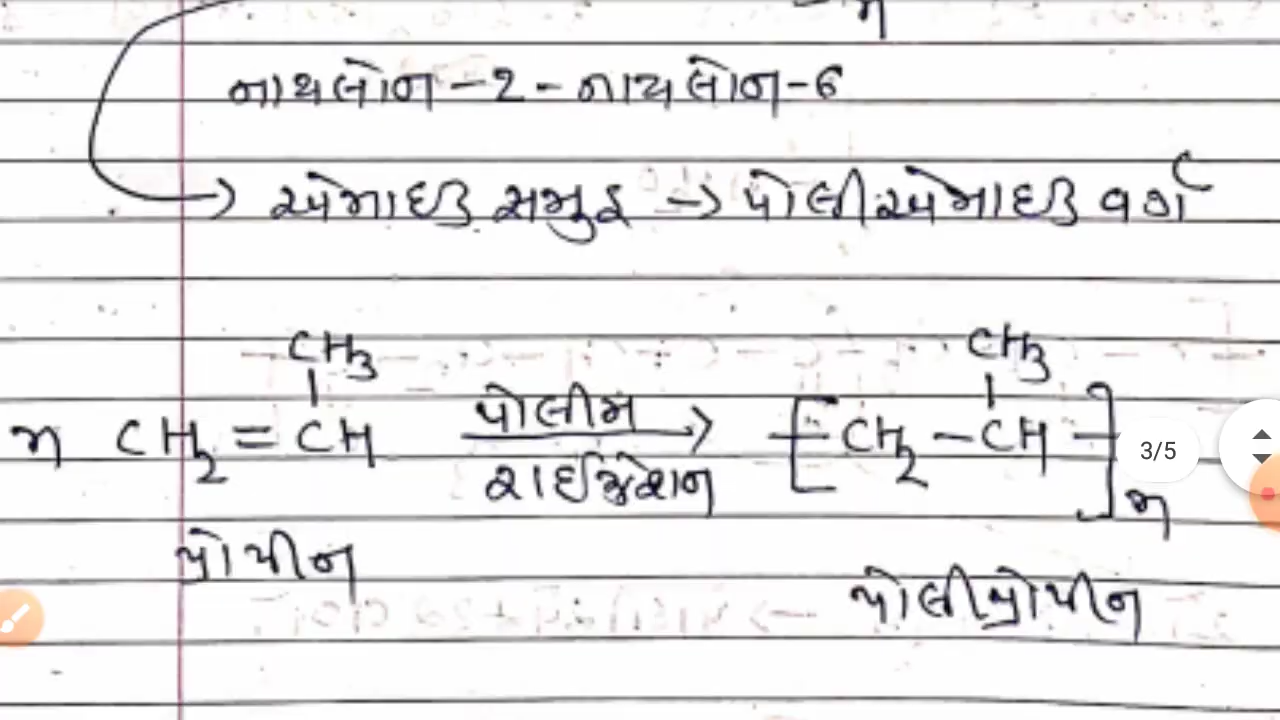 n
નાયલોન-2-નાયલોન-6
→ એમાઇડ સમુહ → પોલીએમાઇડ વર્ગ
CH3 CH3
n CH2 = CH પોલીમ → [ CH2 - CH ]n 3/5
રાઈઝેશન
પ્રોપીન
પોલીપ્રોપીન